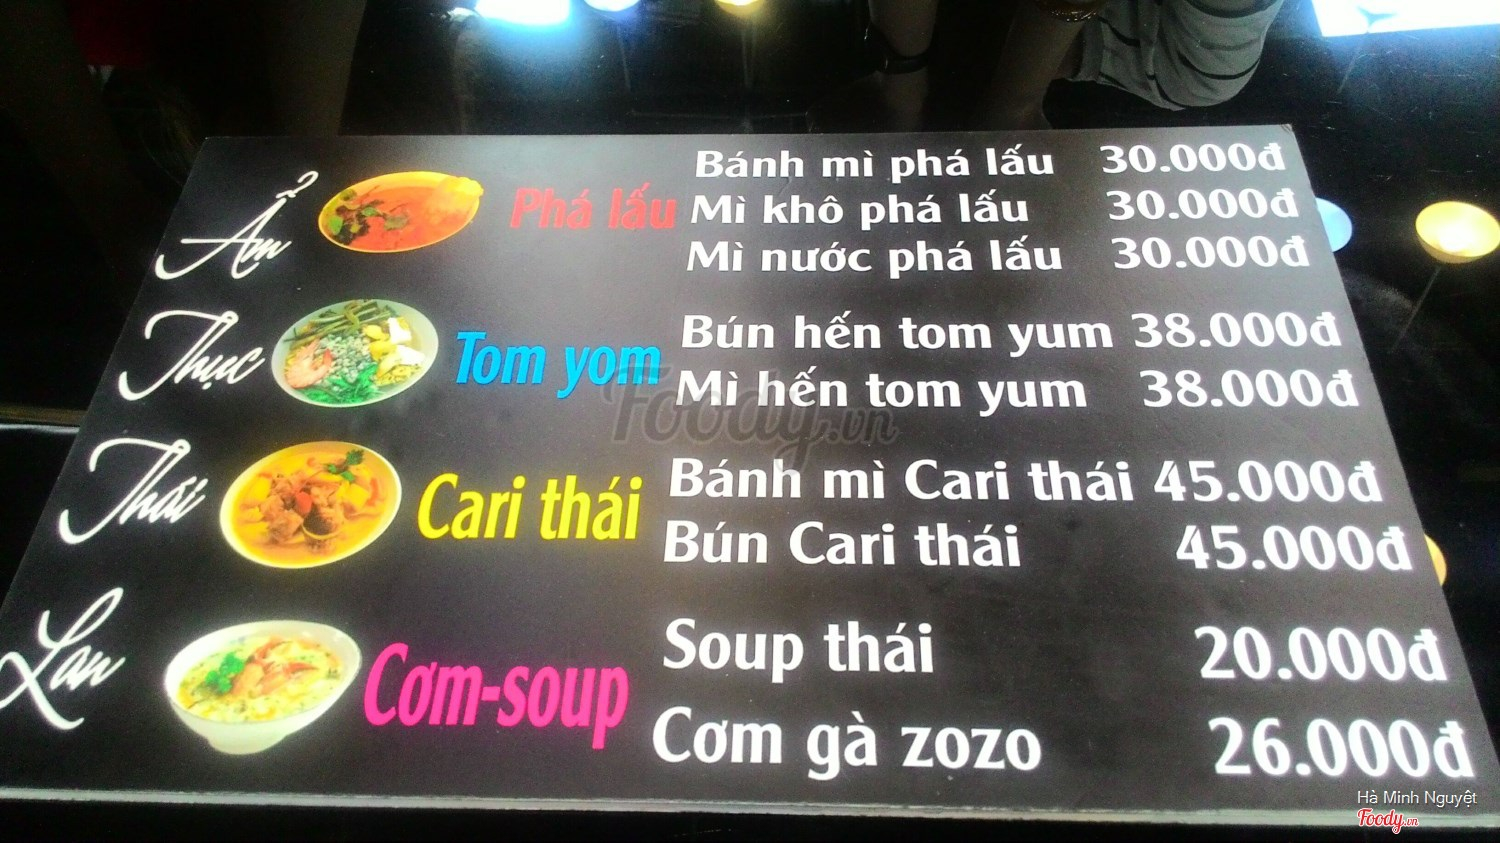 Ẩm
Thực
Thái
Lan
Phá lấu
Bánh mì phá lấu 30.000đ
Mì khô phá lấu 30.000đ
Mì nước phá lấu 30.000đ
Tom yom
Bún hến tom yum 38.000đ
Mì hến tom yum 38.000đ
Cari thái
Bánh mì Cari thái 45.000đ
Bún Cari thái 45.000đ
Cơm-soup
Soup thái 20.000đ
Cơm gà zozo 26.000đ
Foody.vn
Hà Minh Nguyệt
Foody.vn